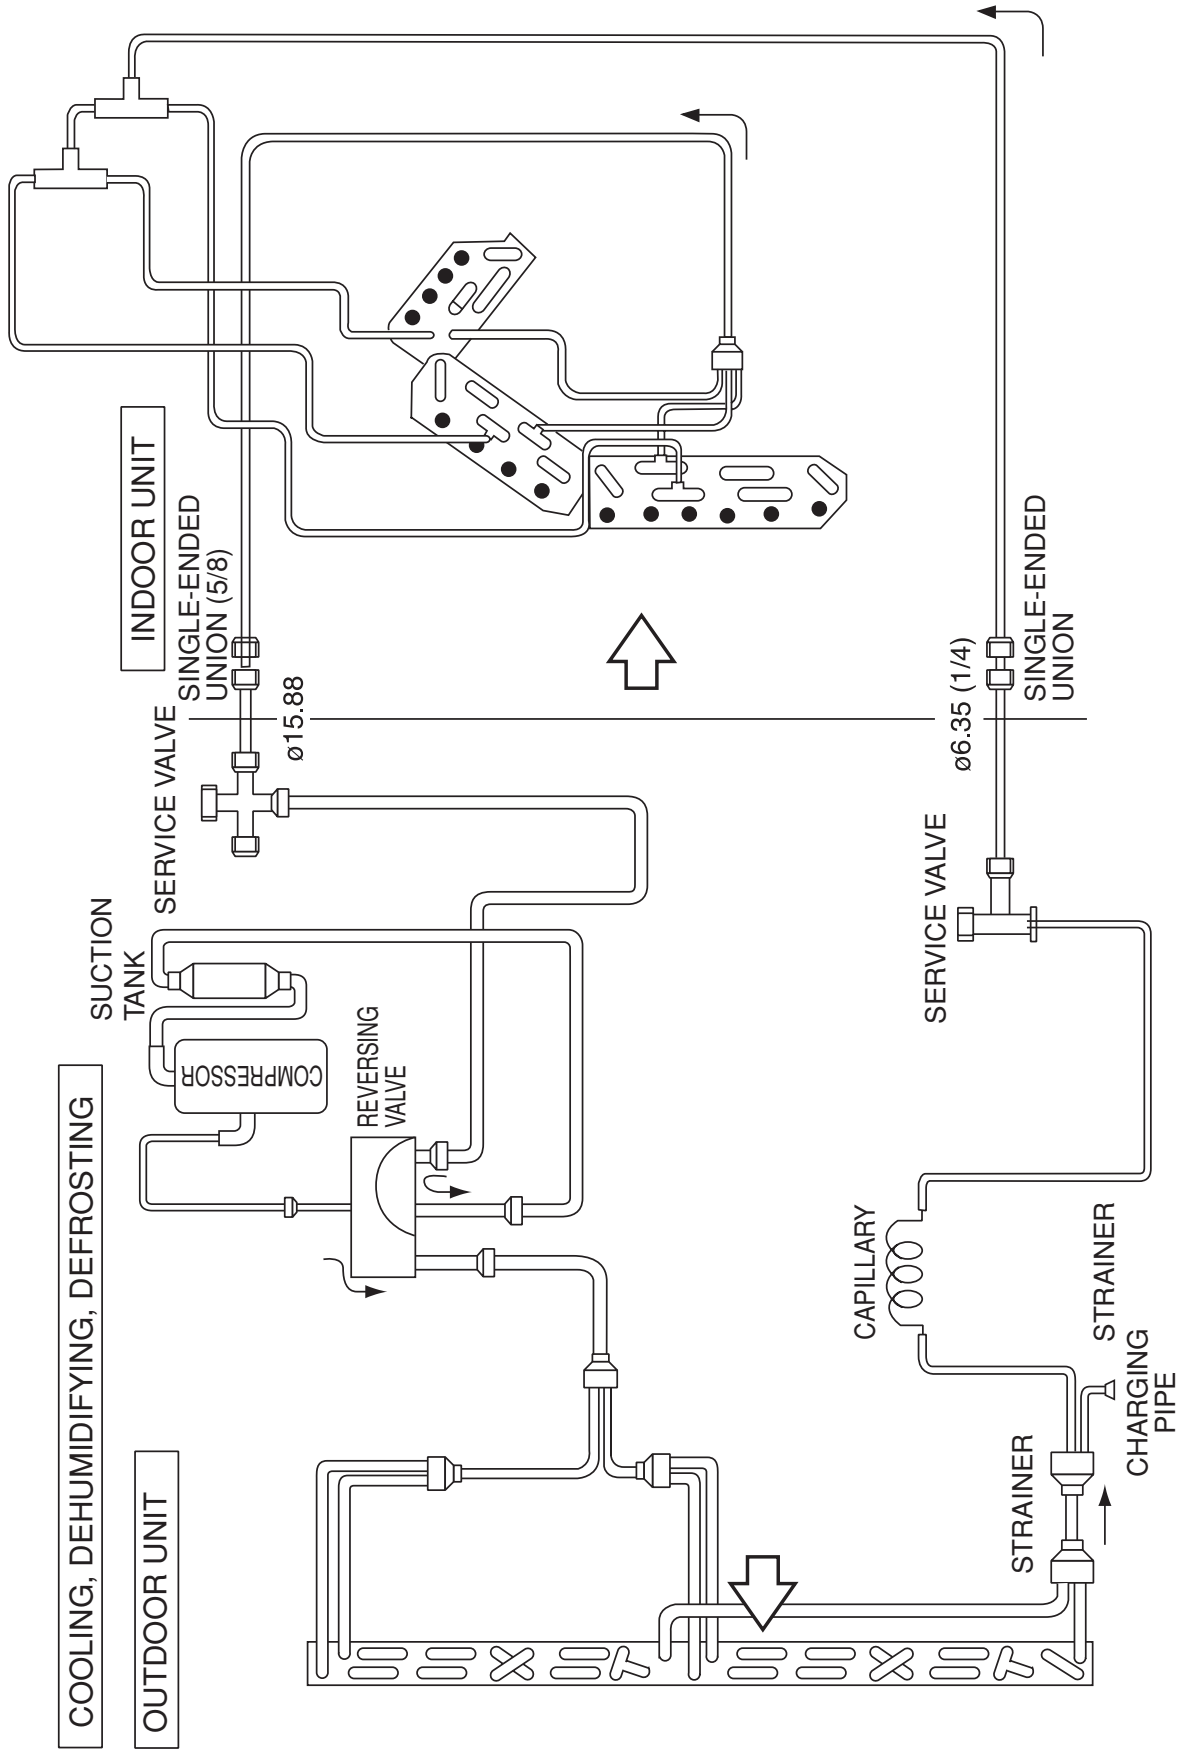 COOLING, DEHUMIDIFYING, DEFROSTING
OUTDOOR UNIT
INDOOR UNIT
SUCTION
TANK
SERVICE VALVE
SINGLE-ENDED
UNION (5/8)
ø15.88
COMPRESSOR
REVERSING
VALVE
CAPILLARY
SERVICE VALVE
ø6.35 (1/4)
SINGLE-ENDED
UNION
STRAINER
STRAINER
CHARGING
PIPE